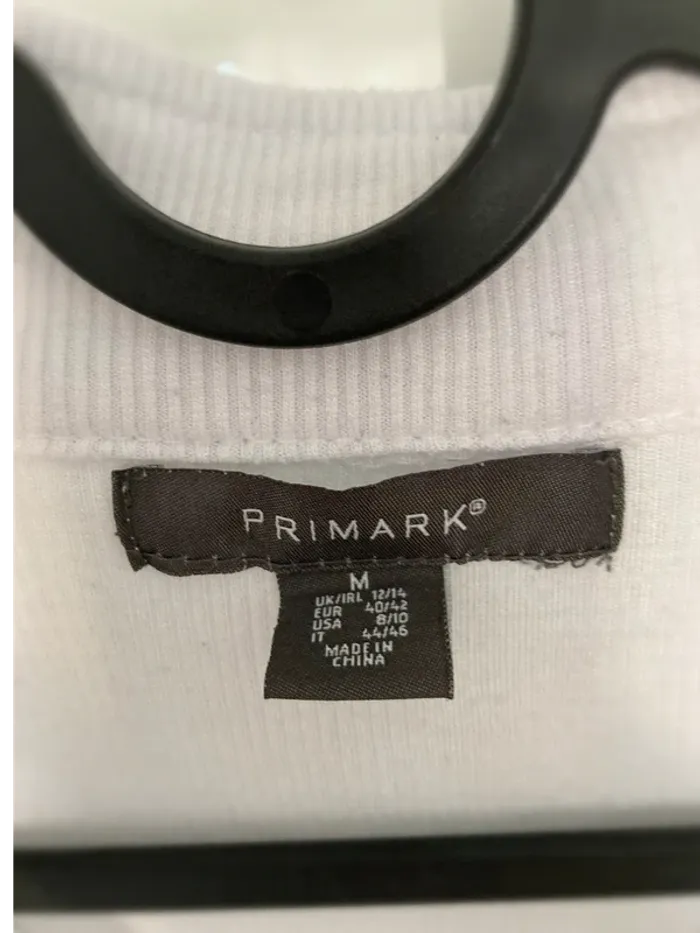 PRIMARK®
M
UK/IRL 12/14
EUR 40/42
USA 8/10
IT 44/46
MADE IN
CHINA